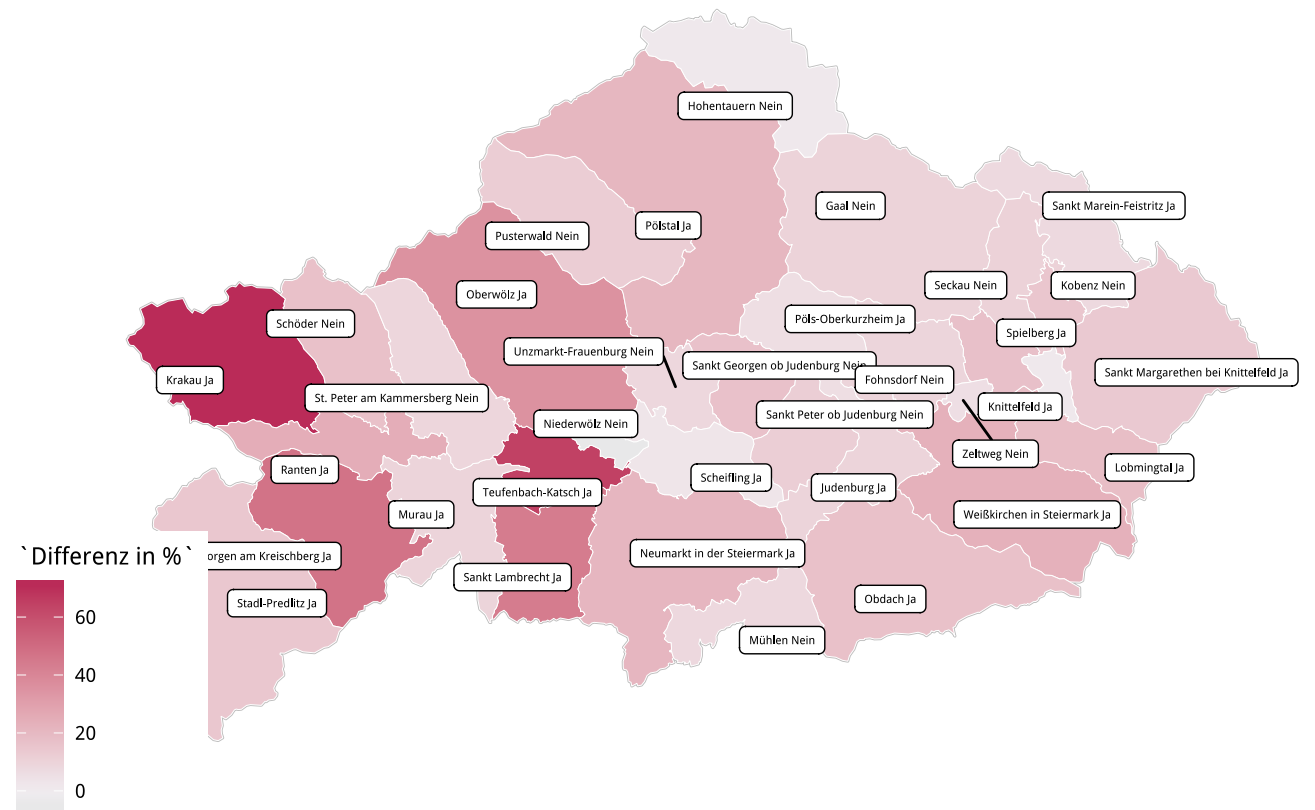 Hohentauern Nein
Gaal Nein
Sankt Marein-Feistritz Ja
Pölstal Ja
Pusterwald Nein
Seckau Nein
Kobenz Nein
Oberwölz Ja
Pöls-Oberkurzheim Ja
Schöder Nein
Spielberg Ja
Unzmarkt-Frauenburg Nein
Sankt Georgen ob Judenburg Nein
Sankt Margarethen bei Knittelfeld Ja
Krakau Ja
Fohnsdorf Nein
St. Peter am Kammersberg Nein
Knittelfeld Ja
Sankt Peter ob Judenburg Nein
Niederwölz Nein
Zeltweg Nein
Ranten Ja
Lobmingtal Ja
Scheifling Ja
Judenburg Ja
Teufenbach-Katsch Ja
Murau Ja
Weißkirchen in Steiermark Ja
orgen am Kreischberg Ja
Neumarkt in der Steiermark Ja
Sankt Lambrecht Ja
Obdach Ja
Stadl-Predlitz Ja
Mühlen Nein
`Differenz in %`
60
40
20
0